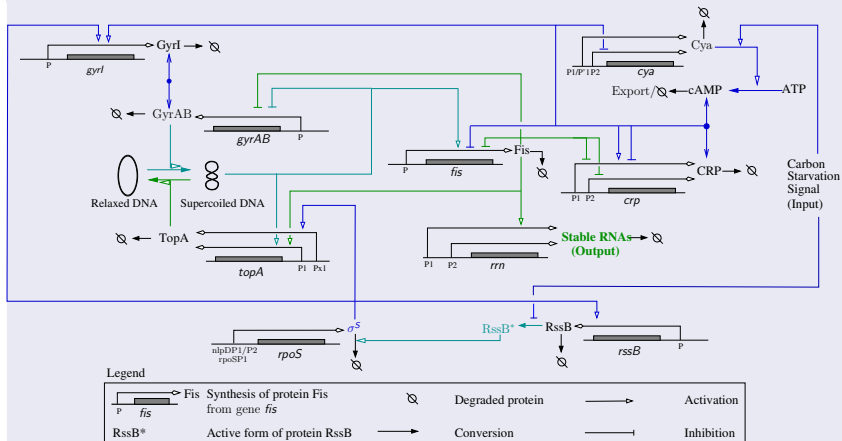 GyrI
P
gyrI
Cya
P1/P'1 P2
cya
Export/
cAMP
ATP
GyrAB
gyrAB
P
Fis
P
fis
CRP
P1 P2
crp
Carbon
Starvation
Signal
(Input)
Relaxed DNA
Supercoiled DNA
TopA
P1 Px1
topA
P1 P2
rrn
Stable RNAs
(Output)
σS
nlpDP1/P2
rpoSP1
rpoS
RssB*
RssB
rssB
P
Legend
Fis Synthesis of protein Fis
from gene fis
P
fis
Degraded protein
Activation
RssB* Active form of protein RssB
Conversion
Inhibition